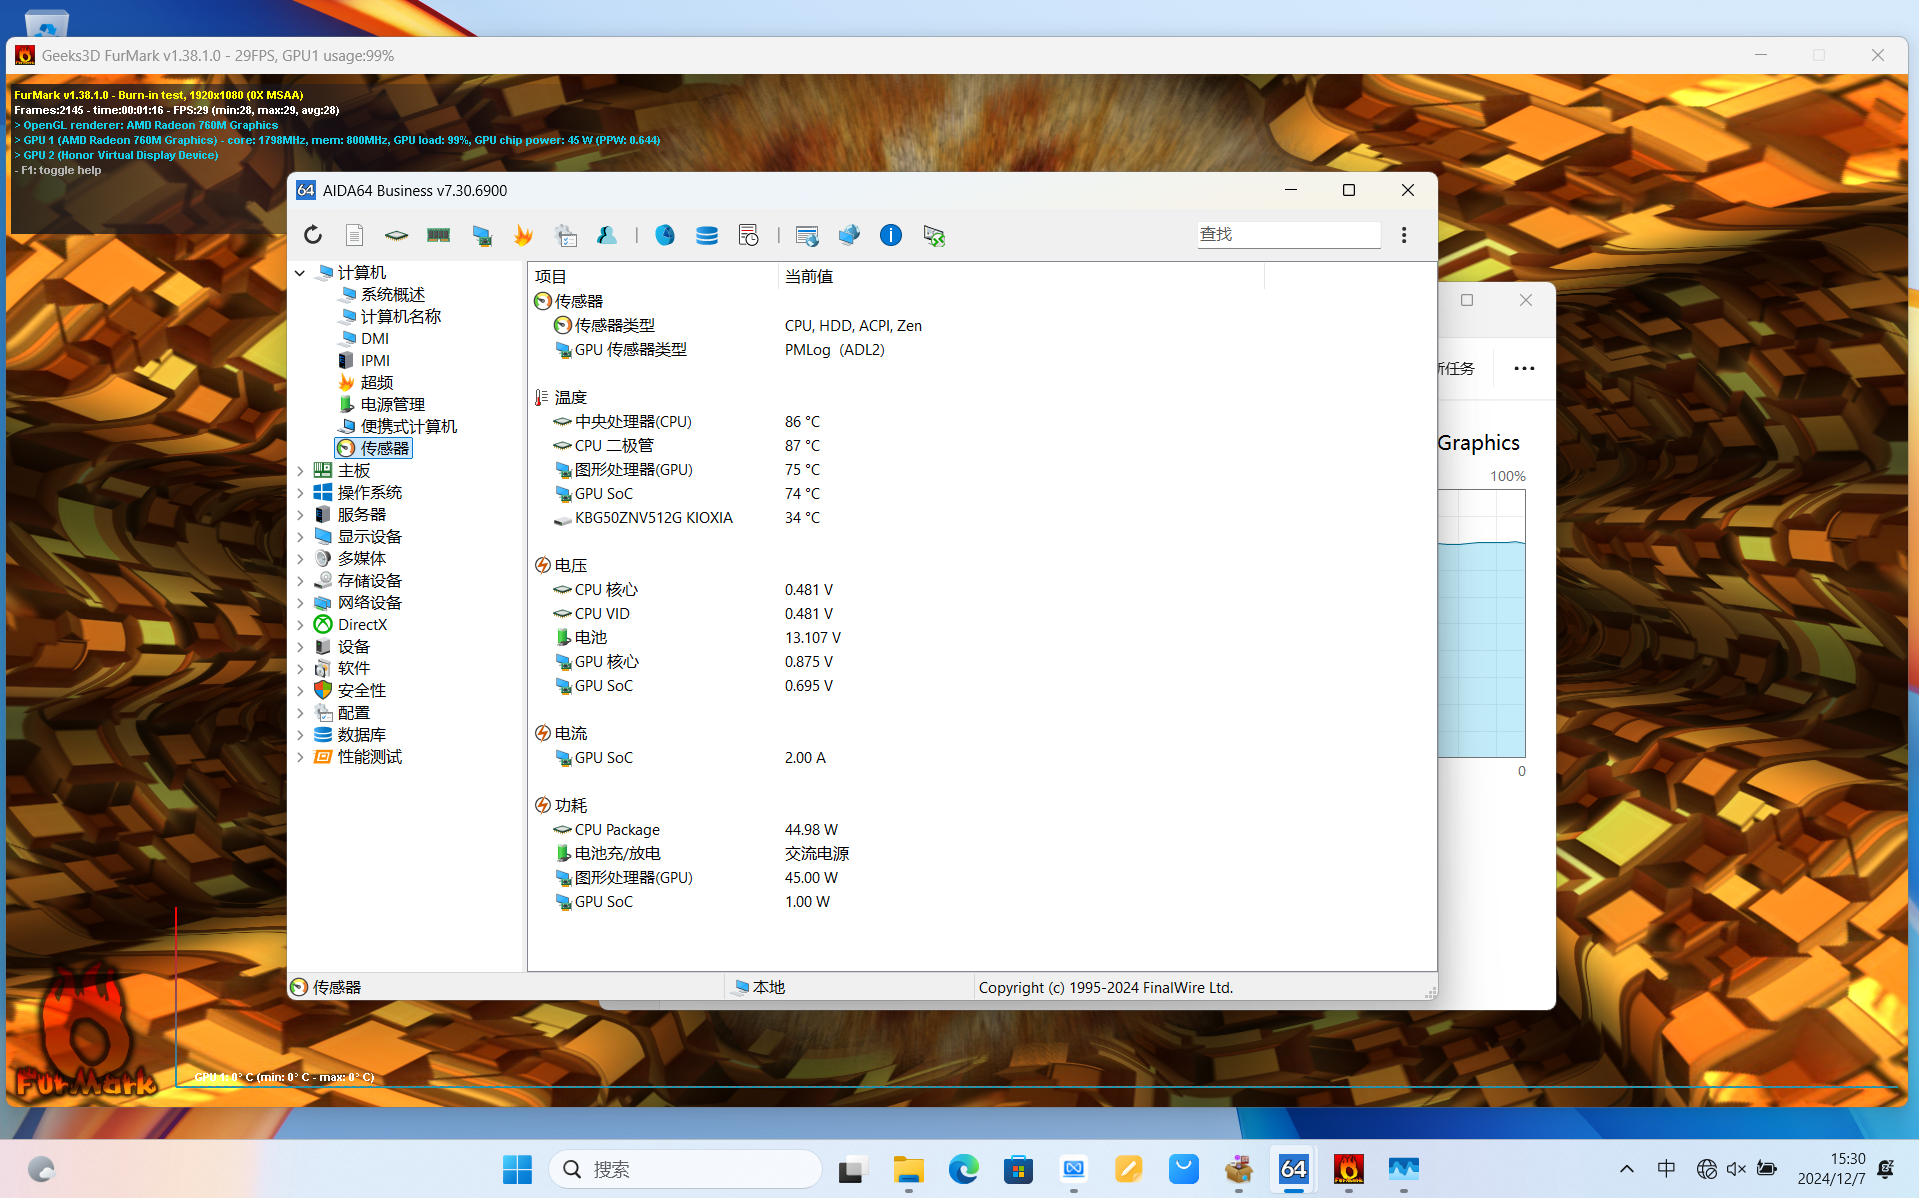 Geeks3D FurMark v1.38.1.0 - 29FPS, GPU1 usage:99%
FurMark v1.38.1.0 - Burn-in test, 1920x1080 (0X MSAA)
Frames:2145 - time:00:01:16 - FPS:29 (min:28, max:29, avg:28)
> OpenGL renderer: AMD Radeon 760M Graphics
> GPU 1 (AMD Radeon 760M Graphics) - core: 1798MHz, mem: 800MHz, GPU load: 99%, GPU chip power: 45 W (PPW: 0.644)
> GPU 2 (Honor Virtual Display Device)
- F1: toggle help
64 AIDA64 Business v7.30.6900
查找
计算机
系统概述
计算机名称
DMI
IPMI
超频
电源管理
便携式计算机
传感器
主板
操作系统
服务器
显示设备
多媒体
存储设备
网络设备
DirectX
设备
软件
安全性
配置
数据库
性能测试
项目 当前值
传感器
传感器类型 CPU, HDD, ACPI, Zen
GPU 传感器类型 PMLog (ADL2)
温度
中央处理器(CPU) 86 °C
CPU 二极管 87 °C
图形处理器(GPU) 75 °C
GPU SoC 74 °C
KBG50ZNV512G KIOXIA 34 °C
电压
CPU 核心 0.481 V
CPU VID 0.481 V
电池 13.107 V
GPU 核心 0.875 V
GPU SoC 0.695 V
电流
GPU SoC 2.00 A
功耗
CPU Package 44.98 W
电池充/放电 交流电源
图形处理器(GPU) 45.00 W
GPU SoC 1.00 W
传感器 本地 Copyright (c) 1995-2024 FinalWire Ltd.
任务
Graphics
100%
0
FurMark
GPU 1: 0° C (min: 0° C - max: 0° C)
搜索
64
中
15:30
2024/12/7